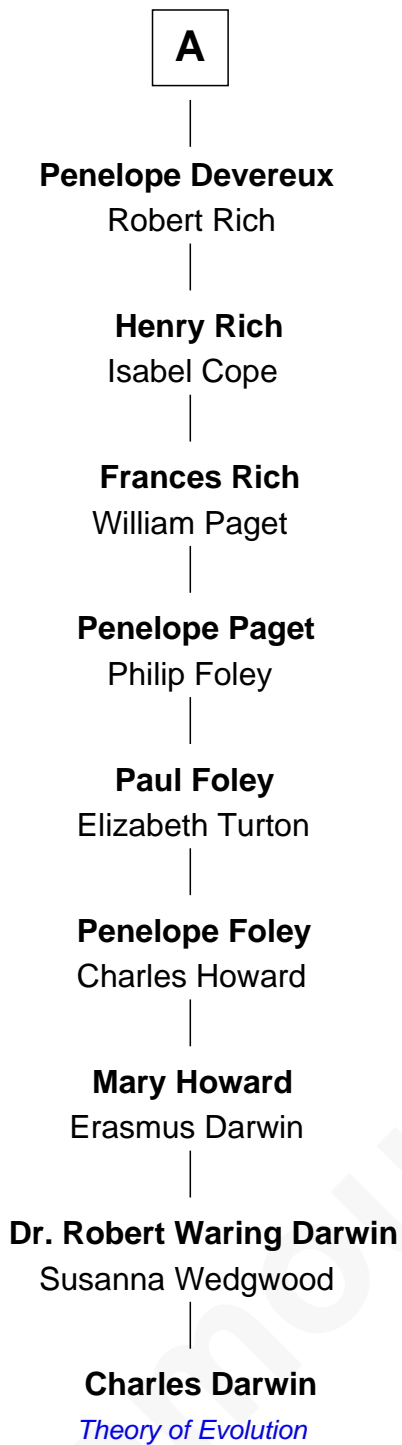 A
Penelope Devereux
Robert Rich
Henry Rich
Isabel Cope
Frances Rich
William Paget
Penelope Paget
Philip Foley
Paul Foley
Elizabeth Turton
Penelope Foley
Charles Howard
Mary Howard
Erasmus Darwin
Dr. Robert Waring Darwin
Susanna Wedgwood
Charles Darwin
Theory of Evolution